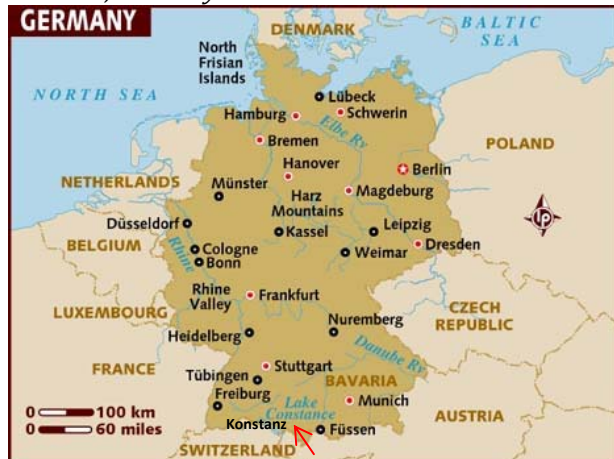 GERMANY
DENMARK
BALTIC
SEA
North
Frisian
Islands
NORTH SEA
Lübeck
Hamburg
Schwerin
Elbe Rv
Bremen
POLAND
Hanover
Berlin
NETHERLANDS
Münster
Harz
Mountains
Magdeburg
lp
Düsseldorf
Kassel
Leipzig
BELGIUM
Rhine
Cologne
Weimar
Dresden
Bonn
Rhine
Valley
Frankfurt
LUXEMBOURG
CZECH
REPUBLIC
Heidelberg
Nuremberg
Danube Rv
FRANCE
Stuttgart
Tübingen
BAVARIA
Freiburg
Lake
Constance
Munich
0 100 km
0 60 miles
Konstanz
Füssen
AUSTRIA
SWITZERLAND